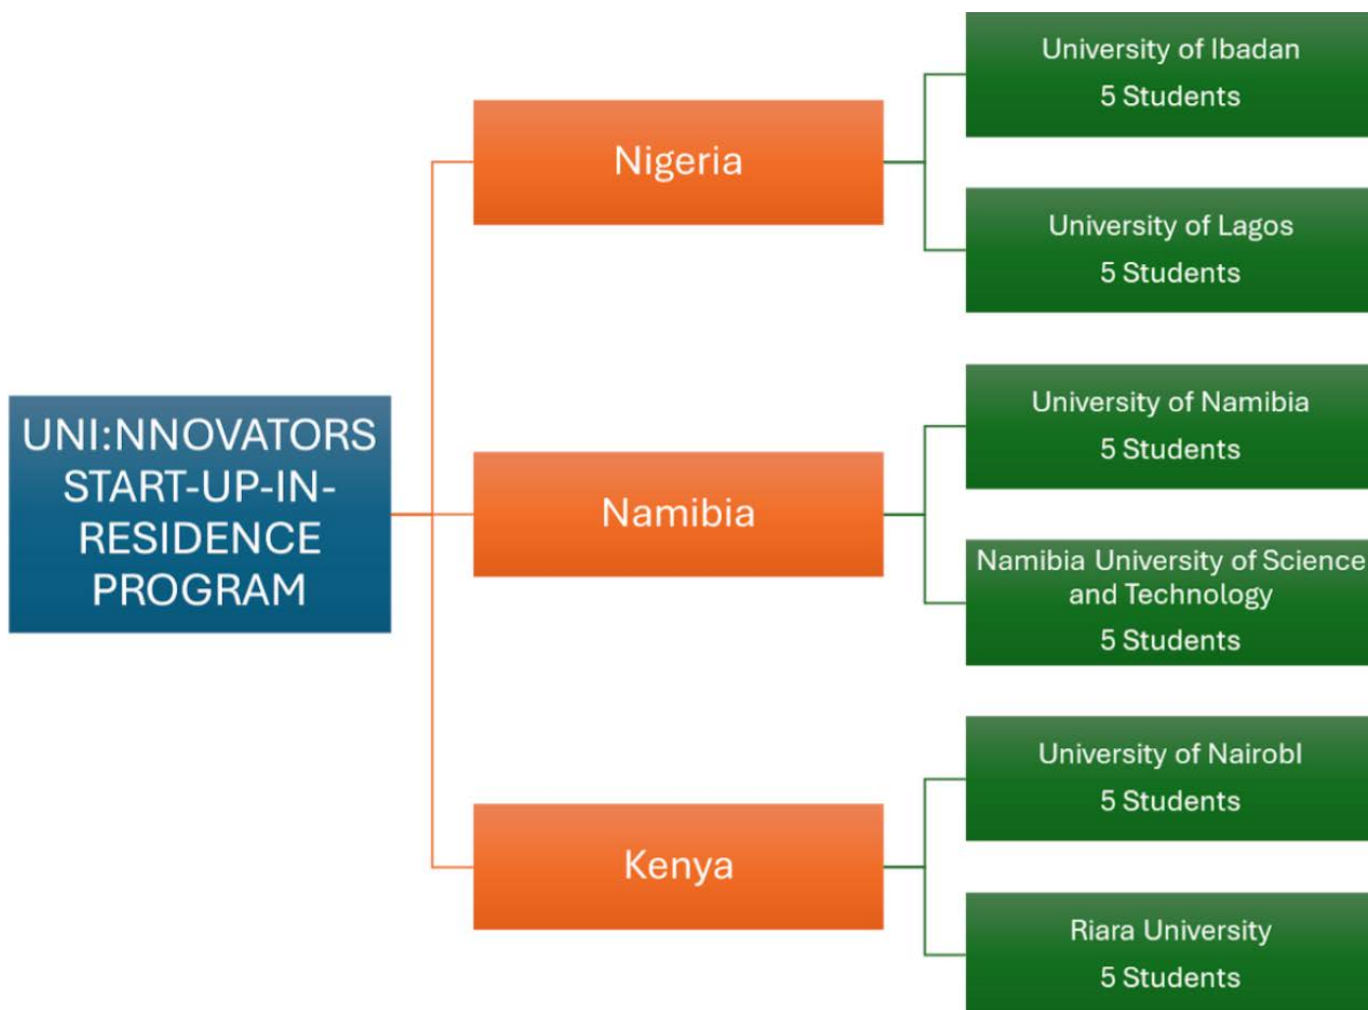 UNI:NNOVATORS
START-UP-IN-
RESIDENCE
PROGRAM
Nigeria
University of Ibadan
5 Students
University of Lagos
5 Students
Namibia
University of Namibia
5 Students
Namibia University of Science
and Technology
5 Students
Kenya
University of NairobI
5 Students
Riara University
5 Students